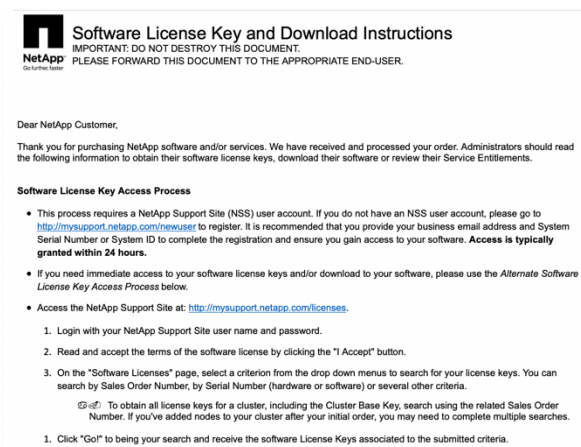 Software License Key and Download Instructions
IMPORTANT: DO NOT DESTROY THIS DOCUMENT.
PLEASE FORWARD THIS DOCUMENT TO THE APPROPRIATE END-USER.
NetApp
Go further, faster
Dear NetApp Customer,
Thank you for purchasing NetApp software and/or services. We have received and processed your order. Administrators should read
the following information to obtain their software license keys, download their software or review their Service Entitlements.
Software License Key Access Process
• This process requires a NetApp Support Site (NSS) user account. If you do not have an NSS user account, please go to
http://mysupport.netapp.com/newuser to register. It is recommended that you provide your business email address and System
Serial Number or System ID to complete the registration and ensure you gain access to your software. Access is typically
granted within 24 hours.
• If you need immediate access to your software license keys and/or download to your software, please use the Alternate Software
License Key Access Process below.
• Access the NetApp Support Site at: http://mysupport.netapp.com/licenses.
1. Login with your NetApp Support Site user name and password.
2. Read and accept the terms of the software license by clicking the "I Accept" button.
3. On the "Software Licenses" page, select a criterion from the drop down menus to search for your license keys. You can
search by Sales Order Number, by Serial Number (hardware or software) or several other criteria.
To obtain all license keys for a cluster, including the Cluster Base Key, search using the related Sales Order
Number. If you've added nodes to your cluster after your initial order, you may need to complete multiple searches.
1. Click "Go!" to being your search and receive the software License Keys associated to the submitted criteria.